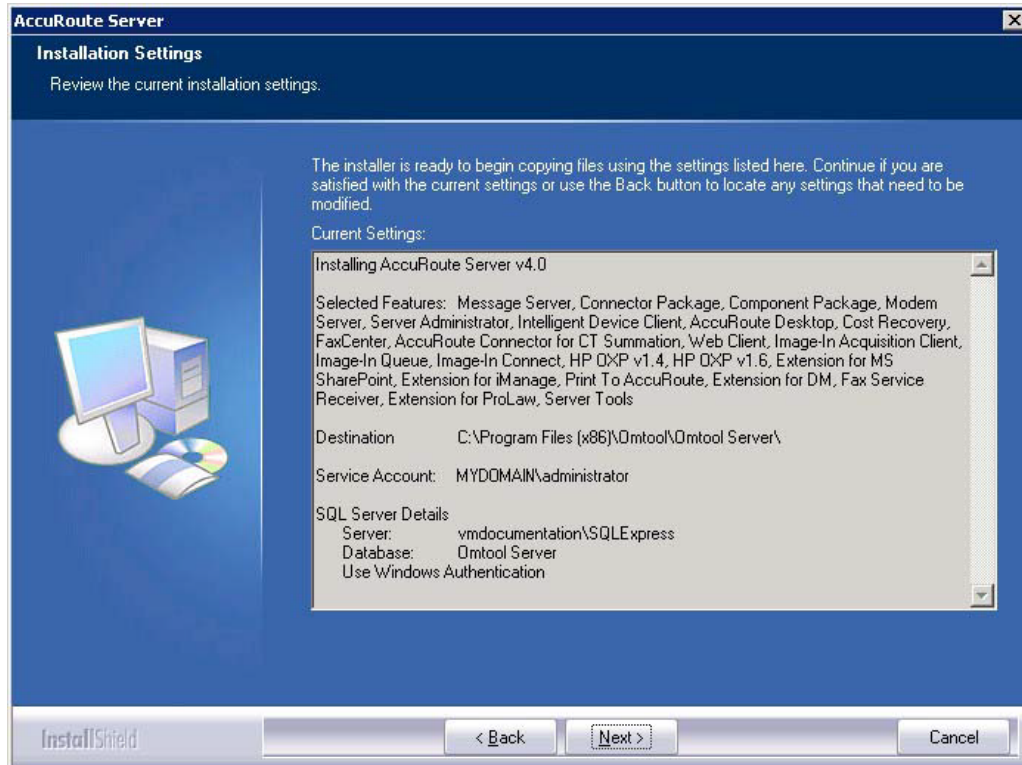 AccuRoute Server
Installation Settings
Review the current installation settings.
The installer is ready to begin copying files using the settings listed here. Continue if you are
satisfied with the current settings or use the Back button to locate any settings that need to be
modified.
Current Settings:
Installing AccuRoute Server v4.0
Selected Features: Message Server, Connector Package, Component Package, Modem
Server, Server Administrator, Intelligent Device Client, AccuRoute Desktop, Cost Recovery,
FaxCenter, AccuRoute Connector for CT Summation, Web Client, Image-In Acquisition Client,
Image-In Queue, Image-In Connect, HP OXP v1.4, HP OXP v1.6, Extension for MS
SharePoint, Extension for iManage, Print To AccuRoute, Extension for DM, Fax Service
Receiver, Extension for ProLaw, Server Tools
Destination C:\Program Files (x86)\Omtool\Omtool Server\
Service Account: MYDOMAIN\administrator
SQL Server Details
Server: vmdocumentation\SQLExpress
Database: Omtool Server
Use Windows Authentication
InstallShield
< Back
Next >
Cancel